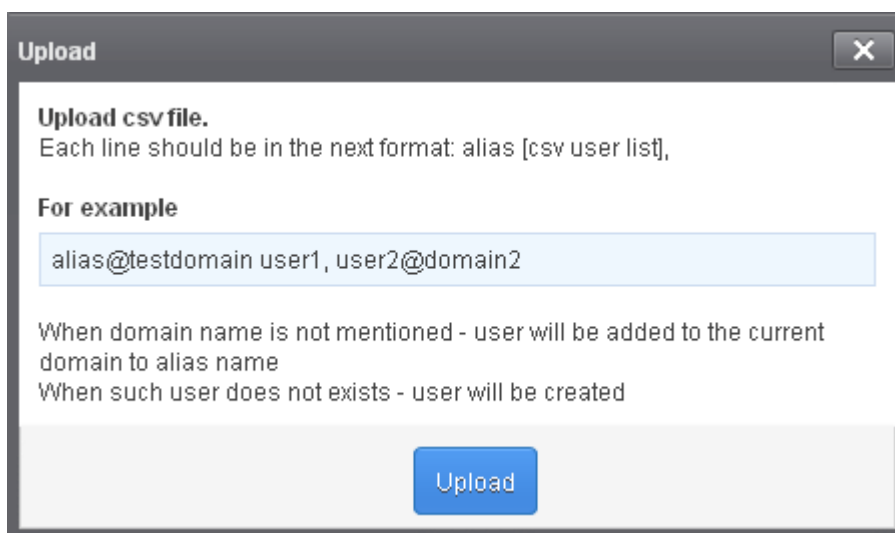 Upload
Upload csv file.
Each line should be in the next format: alias [csv user list],
For example
alias@testdomain user1, user2@domain2
When domain name is not mentioned - user will be added to the current
domain to alias name
When such user does not exists - user will be created
Upload